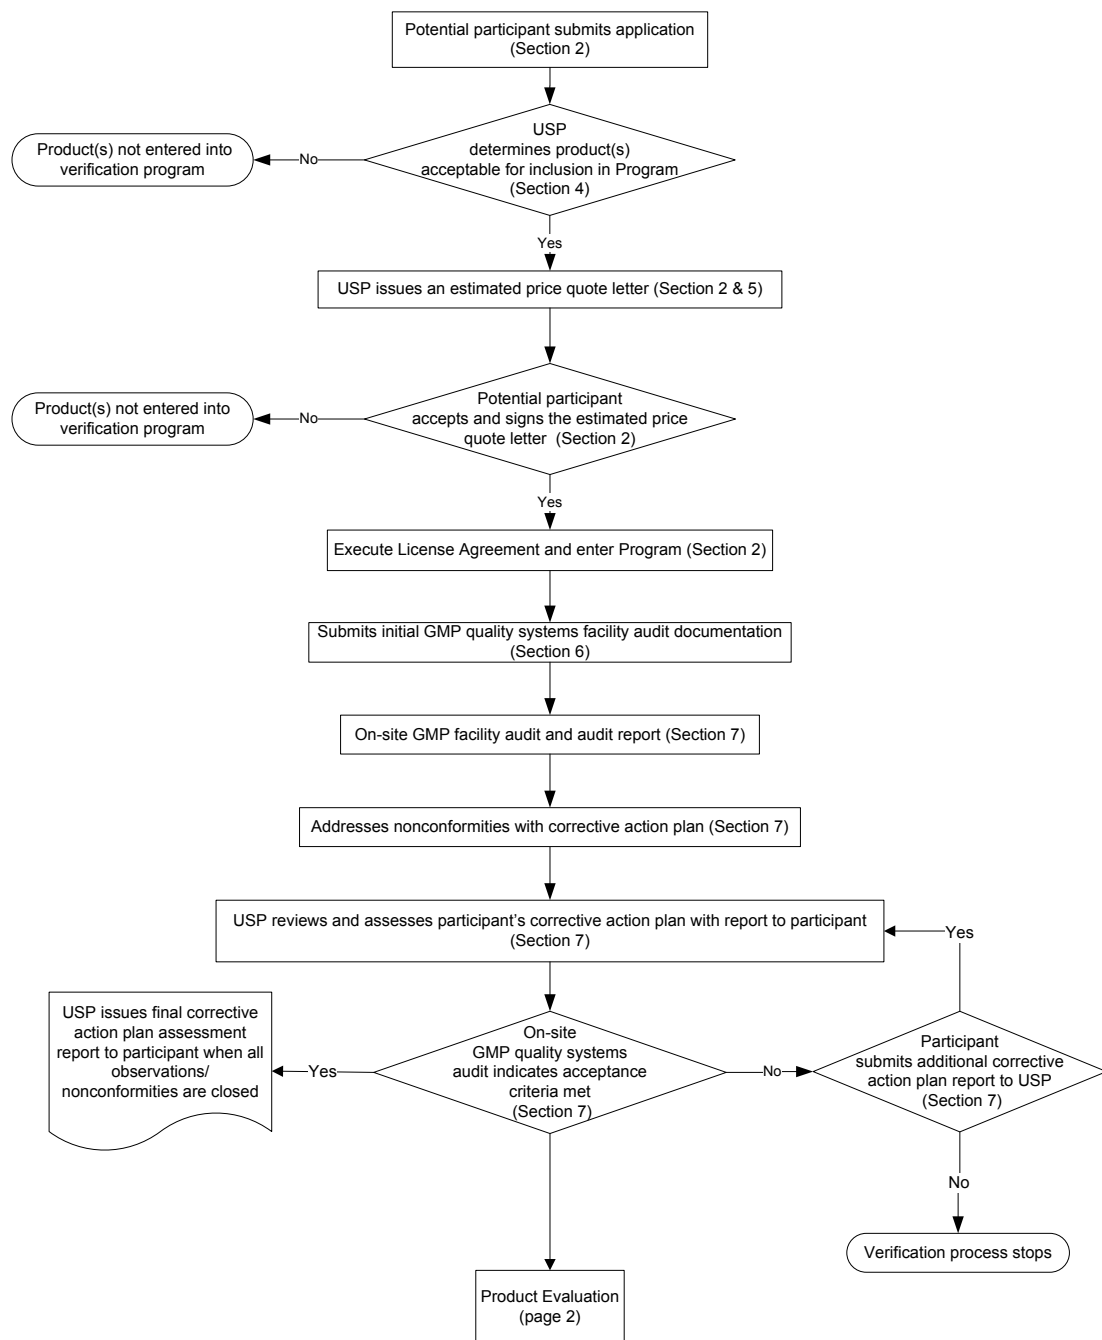 Potential participant submits application
(Section 2)
USP
determines product(s)
acceptable for inclusion in Program
(Section 4)
No
Product(s) not entered into
verification program
Yes
USP issues an estimated price quote letter (Section 2 & 5)
Potential participant
accepts and signs the estimated price
quote letter (Section 2)
No
Product(s) not entered into
verification program
Yes
Execute License Agreement and enter Program (Section 2)
Submits initial GMP quality systems facility audit documentation
(Section 6)
On-site GMP facility audit and audit report (Section 7)
Addresses nonconformities with corrective action plan (Section 7)
USP reviews and assesses participant's corrective action plan with report to participant
(Section 7)
Yes
USP issues final corrective
action plan assessment
report to participant when all
observations/
nonconformities are closed
Yes
On-site
GMP quality systems
audit indicates acceptance
criteria met
(Section 7)
No
Participant
submits additional corrective
action plan report to USP
(Section 7)
No
Verification process stops
Product Evaluation
(page 2)